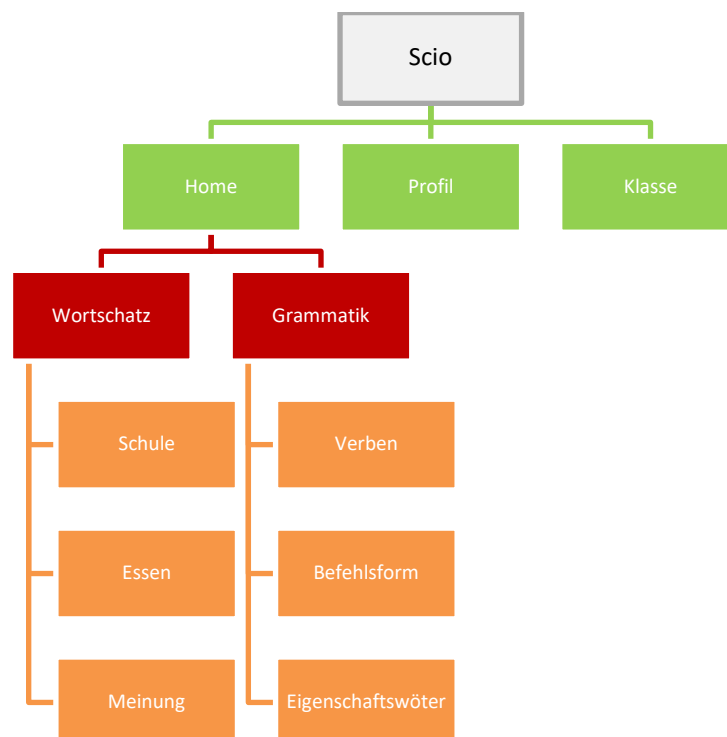 Scio
Home
Profil
Klasse
Wortschatz
Grammatik
Schule
Verben
Essen
Befehlsform
Meinung
Eigenschaftswöter